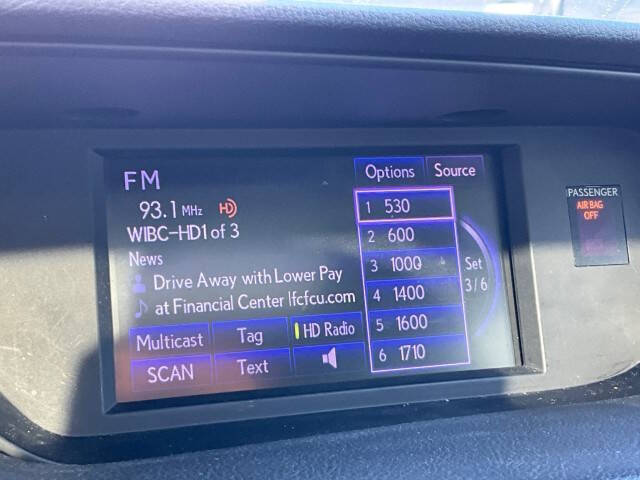 FM
93.1 MHz HD
WIBC-HD1 of 3
News
Drive Away with Lower Pay
at Financial Center lfcfcu.com
Multicast Tag HD Radio
SCAN Text
Options Source
1 530
2 600
3 1000
4 1400
5 1600
6 1710
Set
3/6
PASSENGER
AIR BAG
OFF